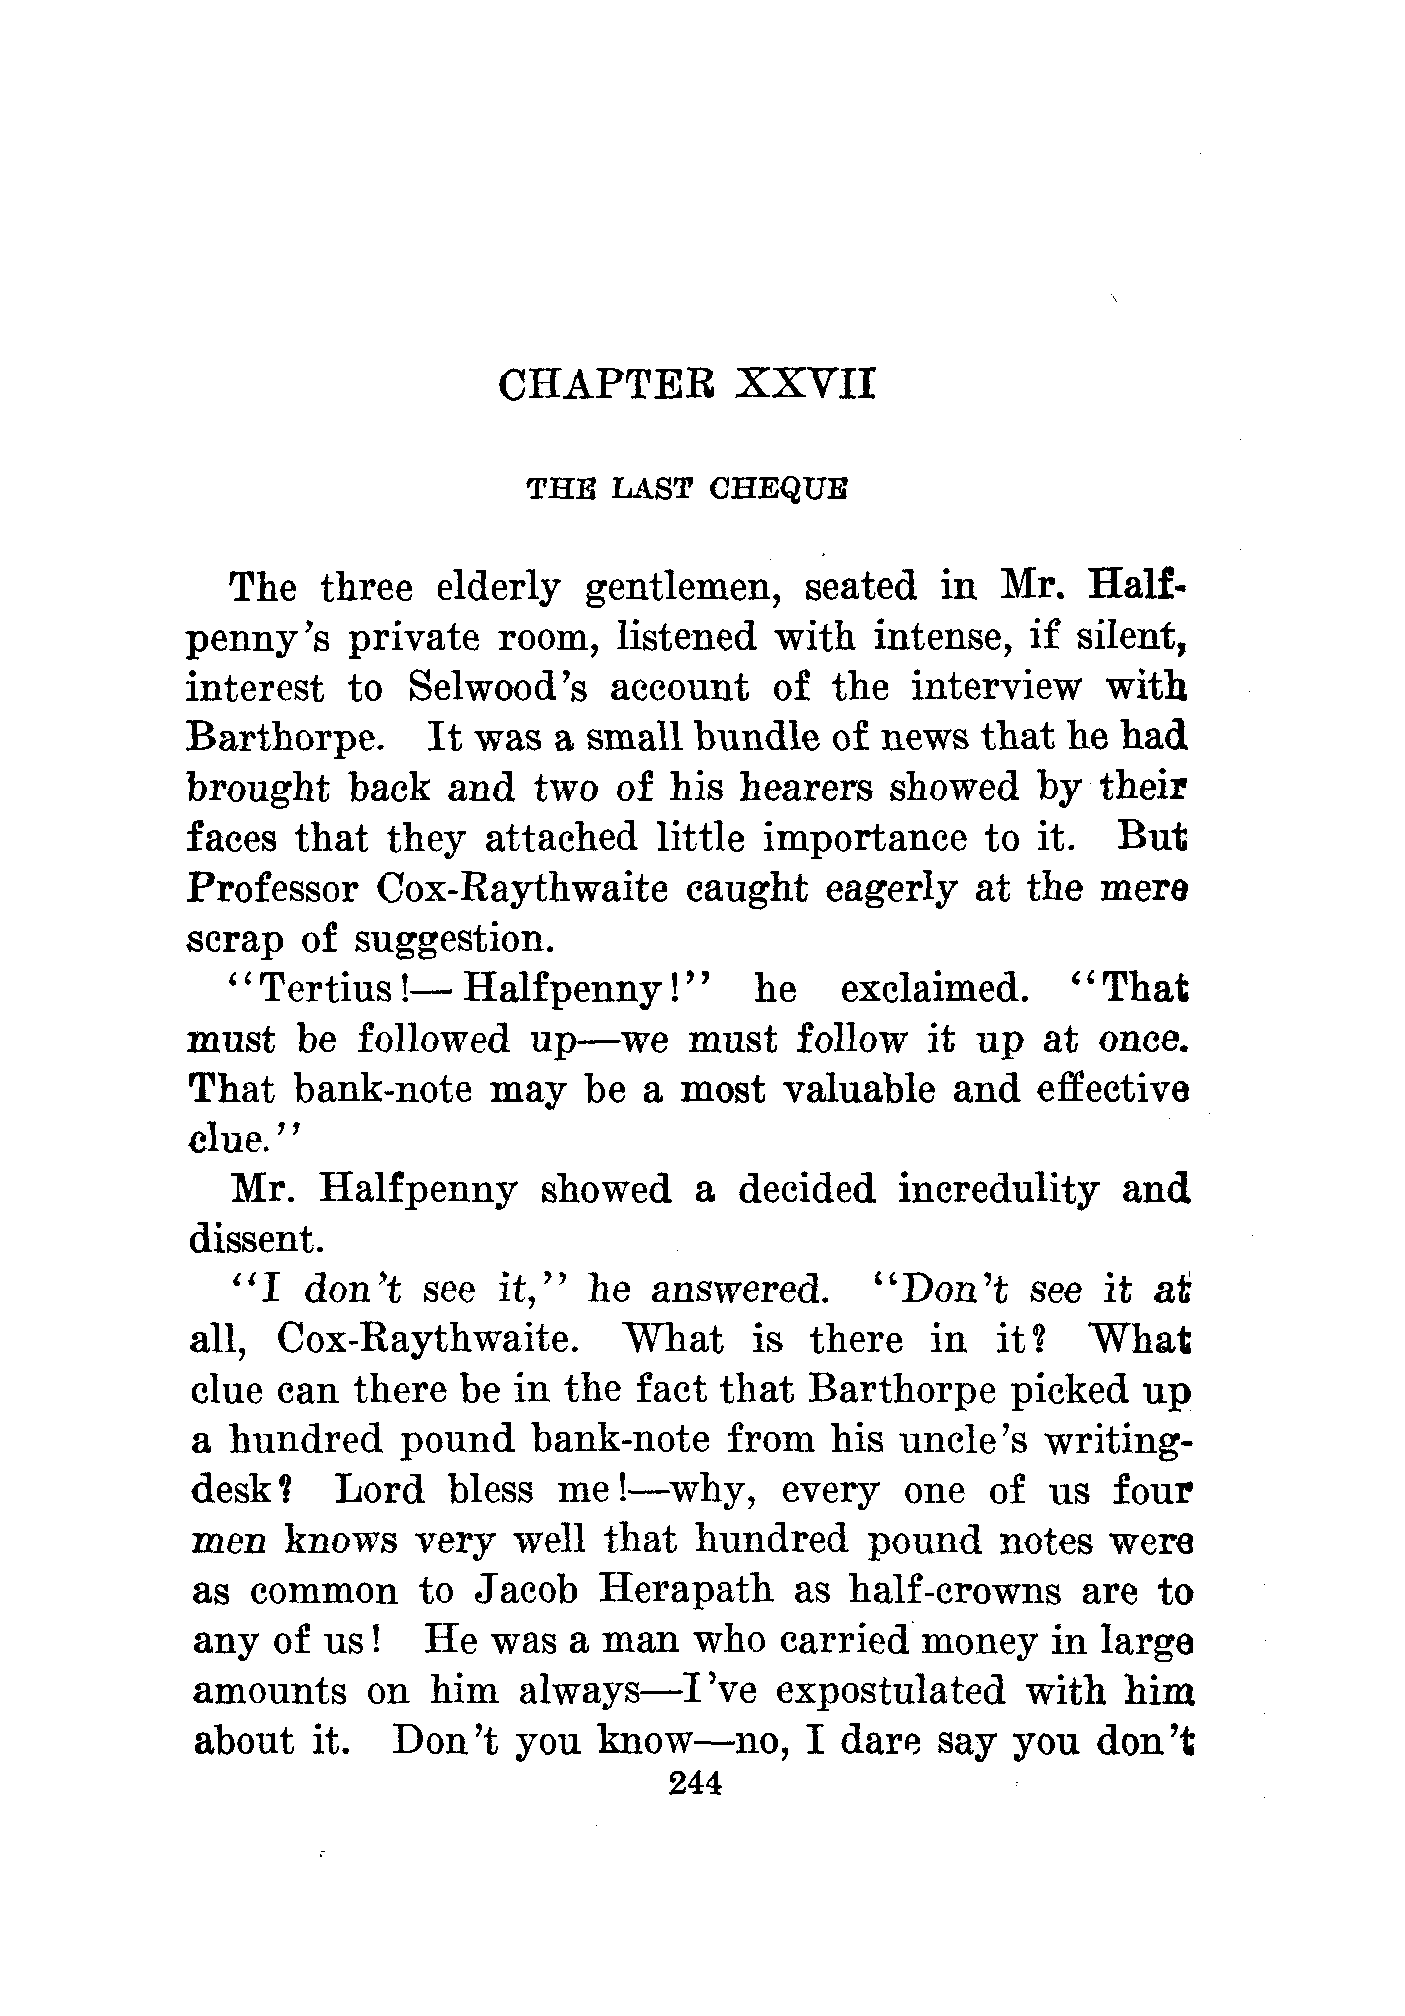 CHAPTER XXVII
THE LAST CHEQUE
The three elderly gentlemen, seated in Mr. Half-
penny's private room, listened with intense, if silent,
interest to Selwood's account of the interview with
Barthorpe. It was a small bundle of news that he had
brought back and two of his hearers showed by their
faces that they attached little importance to it. But
Professor Cox-Raythwaite caught eagerly at the mere
scrap of suggestion.
"Tertius!—Halfpenny!" he exclaimed. "That
must be followed up—we must follow it up at once.
That bank-note may be a most valuable and effective
clue."
Mr. Halfpenny showed a decided incredulity and
dissent.
"I don't see it," he answered. "Don't see it at
all, Cox-Raythwaite. What is there in it? What
clue can there be in the fact that Barthorpe picked up
a hundred pound bank-note from his uncle's writing-
desk? Lord bless me!—why, every one of us four
men knows very well that hundred pound notes were
as common to Jacob Herapath as half-crowns are to
any of us! He was a man who carried money in large
amounts on him always—I've expostulated with him
about it. Don't you know—no, I dare say you don't
244